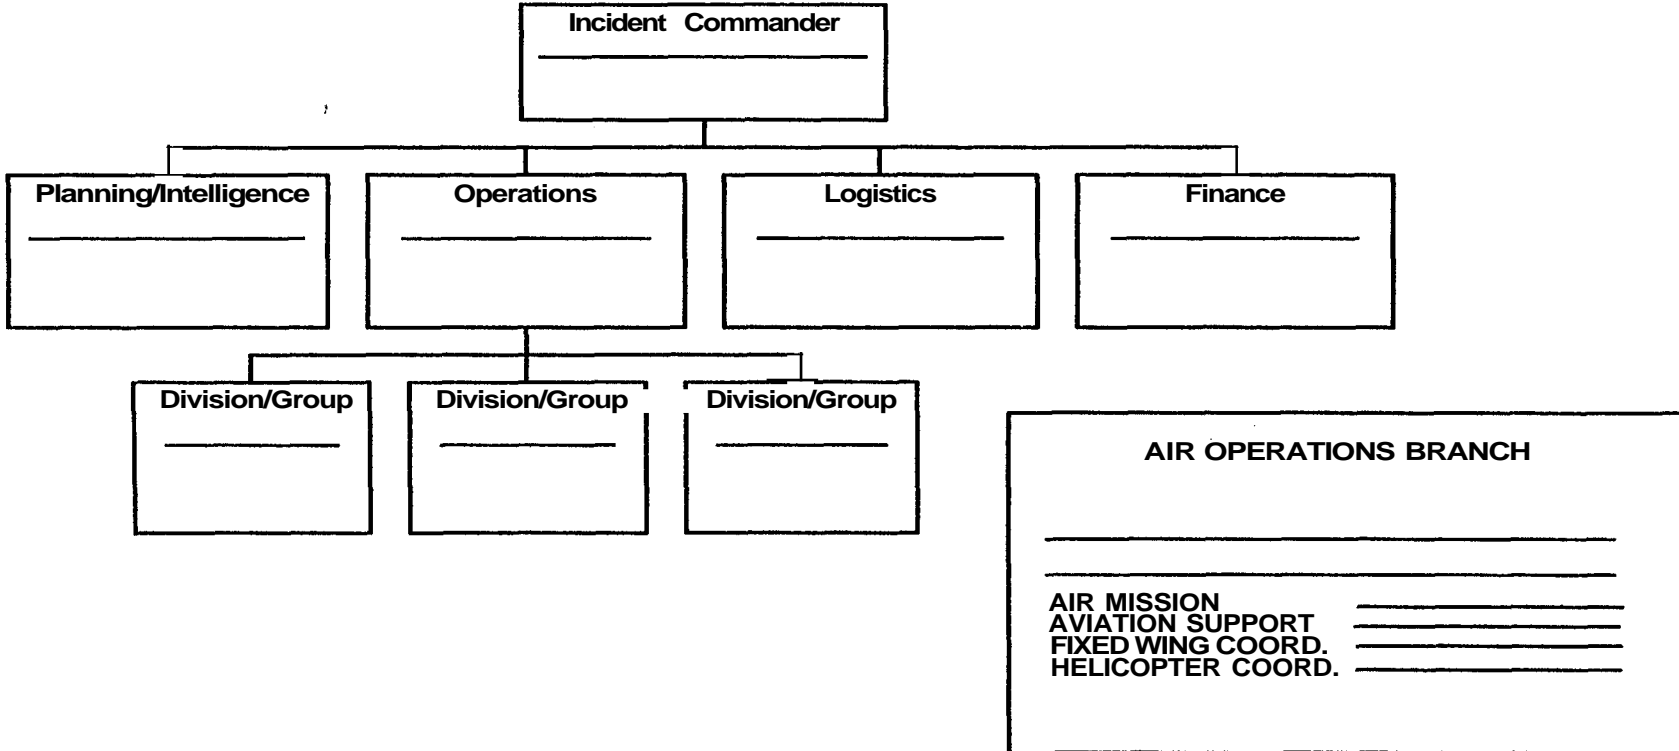 Incident Commander
Planning/Intelligence
Operations
Logistics
Finance
Division/Group
Division/Group
Division/Group
AIR OPERATIONS BRANCH
AIR MISSION
AVIATION SUPPORT
FIXED WING COORD.
HELICOPTER COORD.